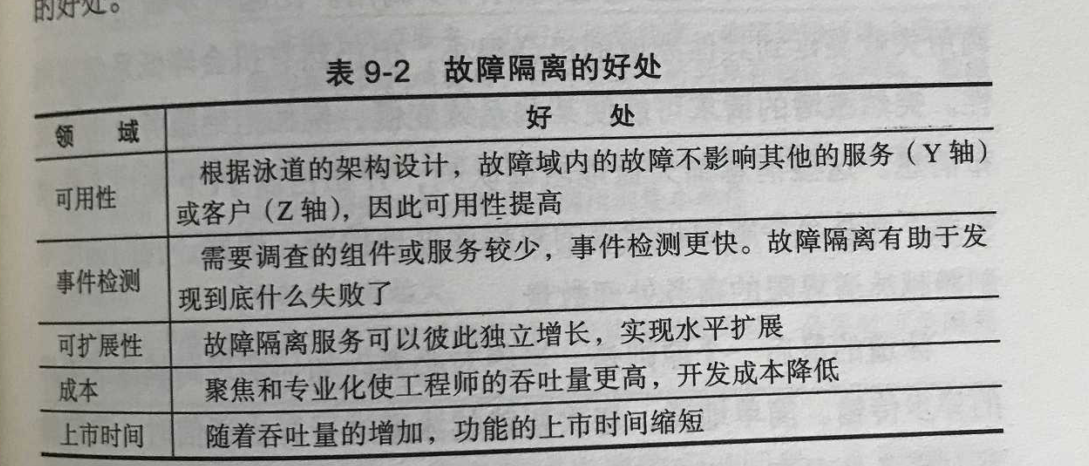 的好处。
表 9-2 故障隔离的好处
领 域 好 处
可用性 根据泳道的架构设计，故障域内的故障不影响其他的服务（Y 轴）
或客户（Z 轴），因此可用性提高
事件检测 需要调查的组件或服务较少，事件检测更快。故障隔离有助于发
现到底什么失败了
可扩展性 故障隔离服务可以彼此独立增长，实现水平扩展
成本 聚焦和专业化使工程师的吞吐量更高，开发成本降低
上市时间 随着吞吐量的增加，功能的上市时间缩短